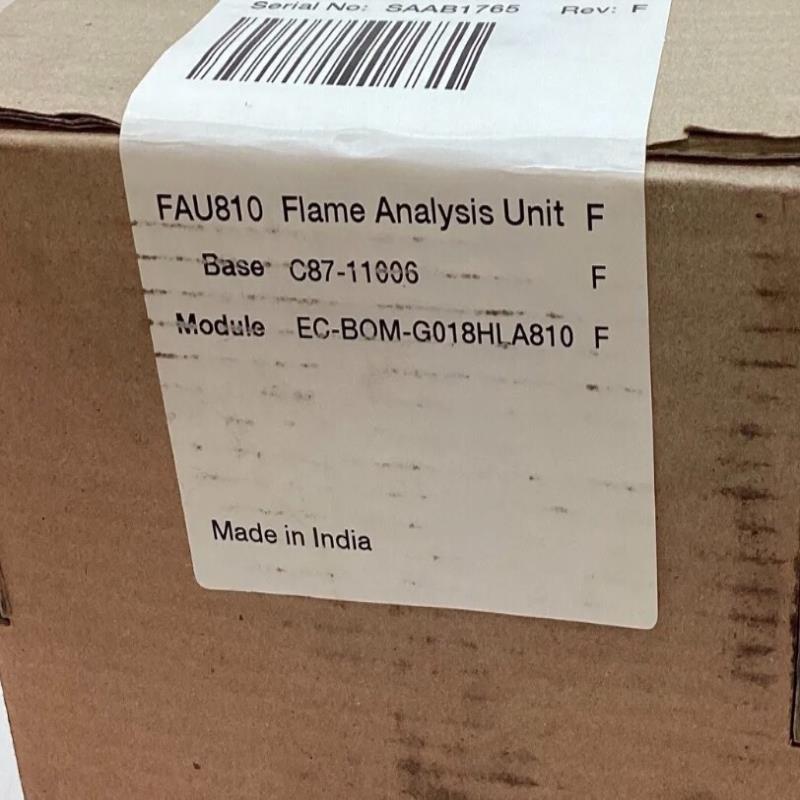 Serial No: SAAB1765 Rev: F
FAU810 Flame Analysis Unit F
Base C87-11006 F
Module EC-BOM-G018HLA810 F
Made in India